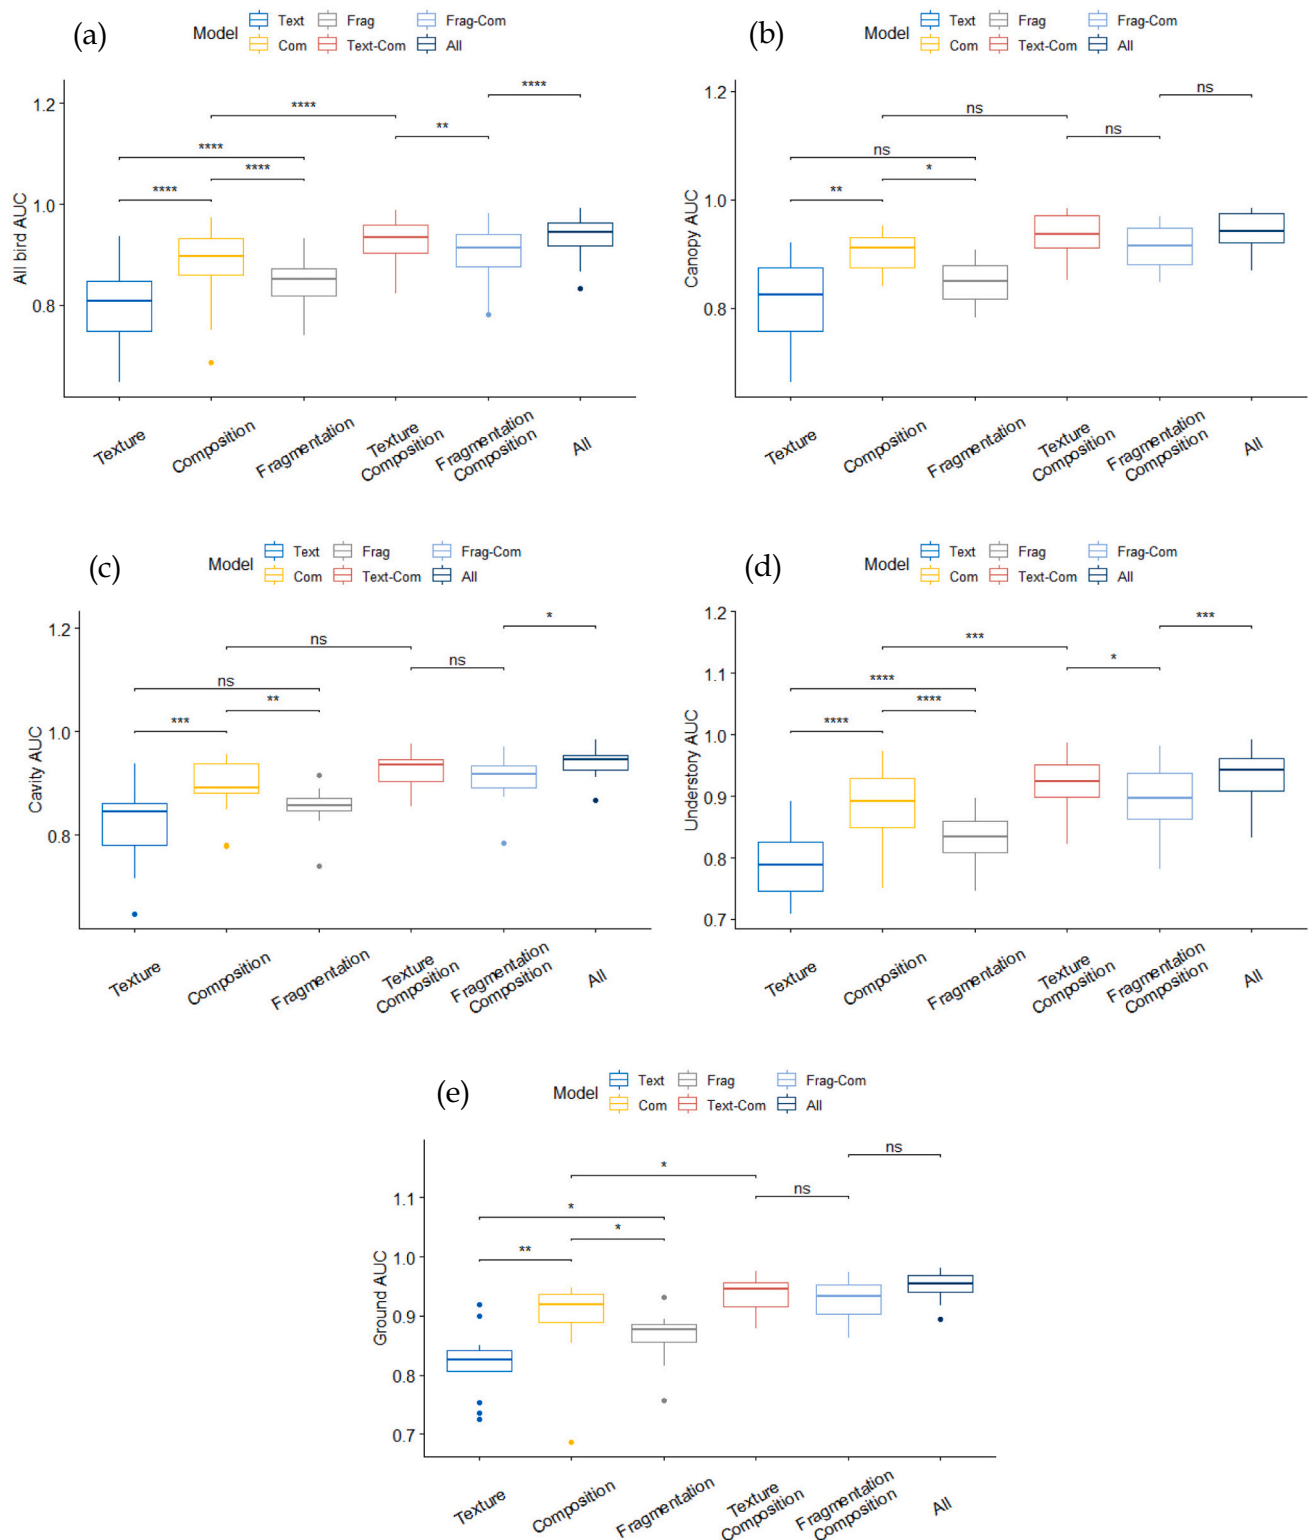 (a)
Model Text Frag Frag-Com
Com Text-Com All
All bird AUC
1.2
1.0
0.8
****
****
****
****
**
****
Texture
Composition
Fragmentation
Texture
Composition
Fragmentation
Composition
All
(b)
Model Text Frag Frag-Com
Com Text-Com All
Canopy AUC
1.2
1.0
0.8
ns
ns
ns
ns
*
**
Texture
Composition
Fragmentation
Texture
Composition
Fragmentation
Composition
All
(c)
Model Text Frag Frag-Com
Com Text-Com All
Cavity AUC
1.2
1.0
0.8
*
ns
ns
ns
**
***
Texture
Composition
Fragmentation
Texture
Composition
Fragmentation
Composition
All
(d)
Model Text Frag Frag-Com
Com Text-Com All
Understory AUC
1.2
1.1
1.0
0.9
0.8
0.7
***
***
*
****
****
****
Texture
Composition
Fragmentation
Texture
Composition
Fragmentation
Composition
All
(e)
Model Text Frag Frag-Com
Com Text-Com All
Ground AUC
1.1
1.0
0.9
0.8
0.7
ns
*
ns
*
*
**
Texture
Composition
Fragmentation
Texture
Composition
Fragmentation
Composition
All